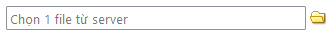 Chọn 1 file từ server